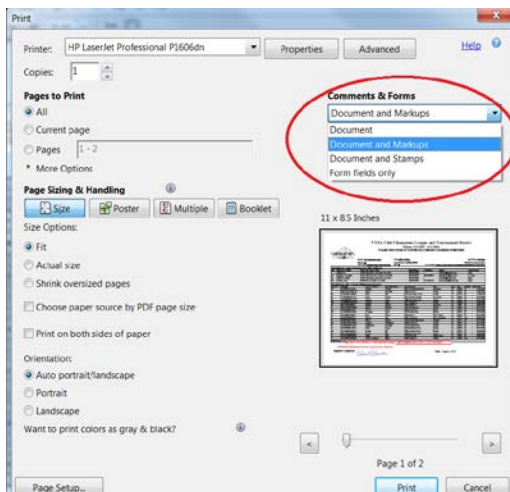 Print
Printer: HP LaserJet Professional P1606dn
Properties
Advanced
Help
Copies: 1
Pages to Print
All
Current page
Pages 1 - 2
More Options
Comments & Forms
Document and Markups
Document
Document and Markups
Document and Stamps
Form fields only
Page Sizing & Handling
Size
Poster
Multiple
Booklet
Size Options:
Fit
Actual size
Shrink oversized pages
Choose paper source by PDF page size
Print on both sides of paper
Orientation:
Auto portrait/landscape
Portrait
Landscape
Want to print colors as gray & black?
11 x 8.5 Inches
<
>
Page 1 of 2
Page Setup...
Print
Cancel